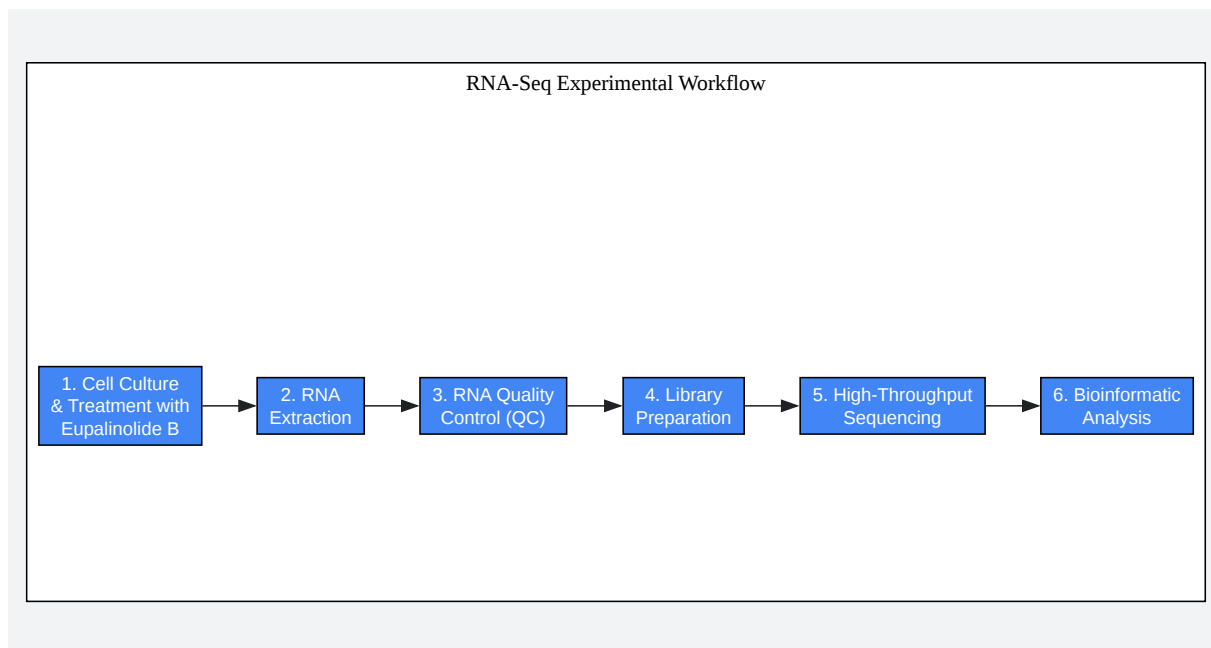 RNA-Seq Experimental Workflow
1. Cell Culture
& Treatment with
Eupalinolide B
2. RNA
Extraction
3. RNA Quality
Control (QC)
4. Library
Preparation
5. High-Throughput
Sequencing
6. Bioinformatic
Analysis